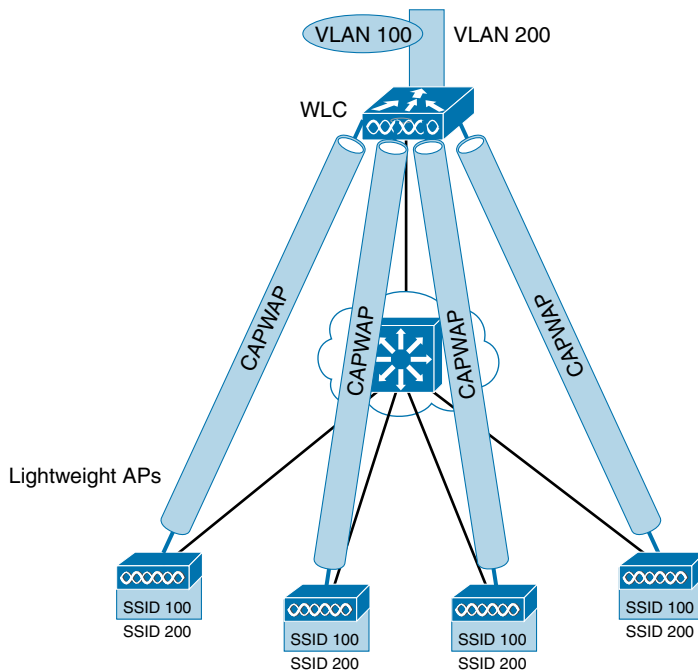 VLAN 100
VLAN 200
WLC
CAPWAP
CAPWAP
CAPWAP
CAPWAP
Lightweight APs
SSID 100
SSID 200
SSID 100
SSID 200
SSID 100
SSID 200
SSID 100
SSID 200